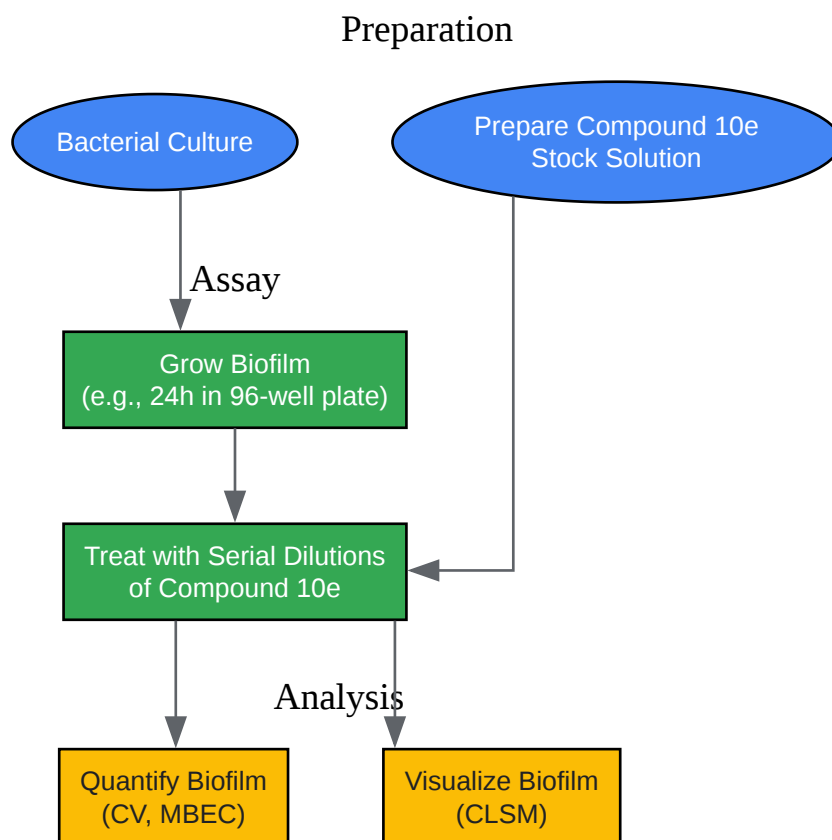 Preparation
Bacterial Culture
Prepare Compound 10e
Stock Solution
Assay
Grow Biofilm
(e.g., 24h in 96-well plate)
Treat with Serial Dilutions
of Compound 10e
Analysis
Quantify Biofilm
(CV, MBEC)
Visualize Biofilm
(CLSM)